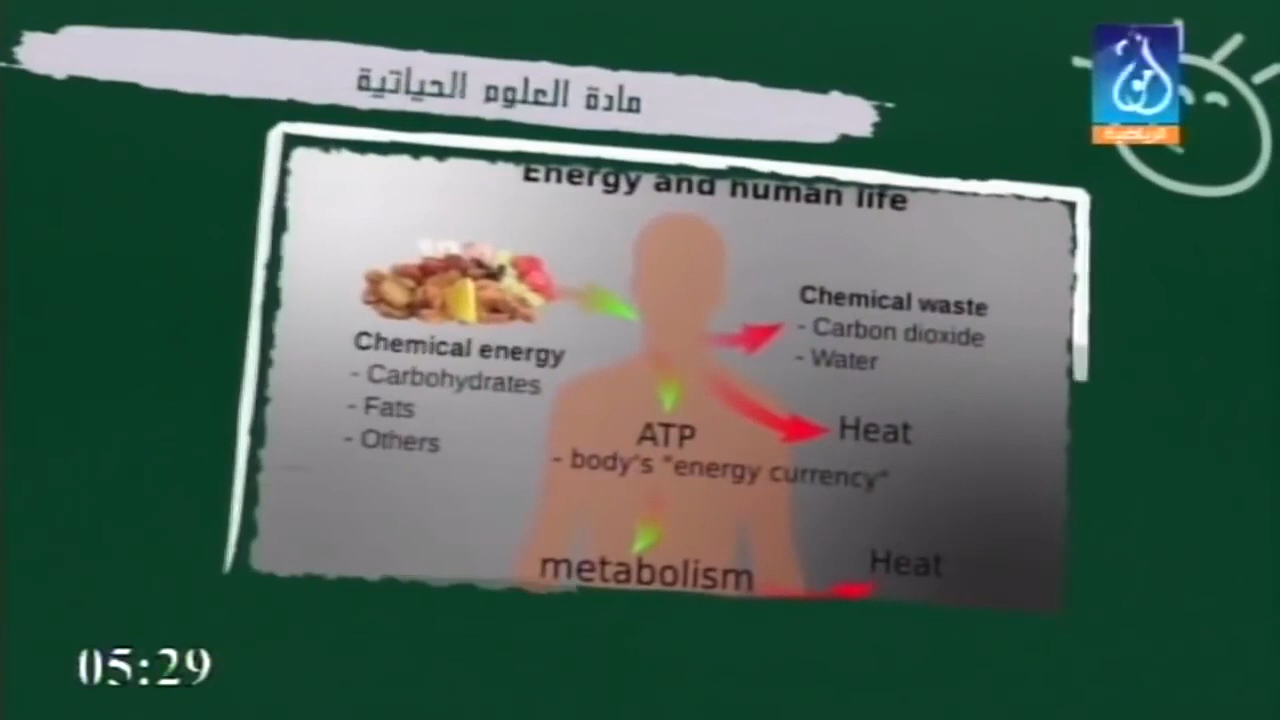 مادة العلوم الحياتية
الرياضية
Energy and human life
Chemical energy
- Carbohydrates
- Fats
- Others
Chemical waste
- Carbon dioxide
- Water
Heat
ATP
- body's "energy currency"
metabolism
Heat
05:29